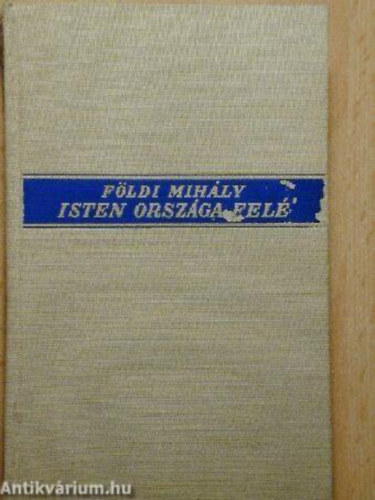 FÖLDI MIHÁLY
ISTEN ORSZÁGA FELÉ
Antikvárium.hu